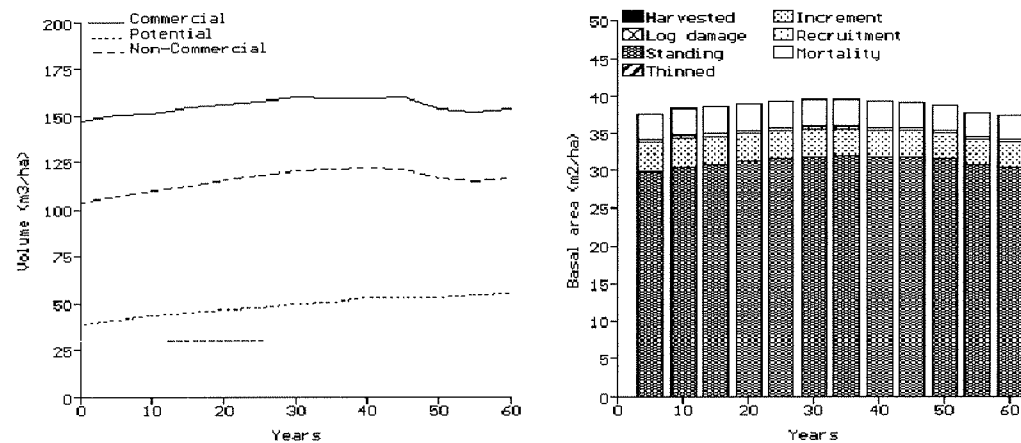 Commercial
Potential
Non-Commercial
Volume (m3/ha)
200
175
150
125
100
75
50
25
0
0 10 20 30 40 50 60
Years
Harvested
Log damage
Standing
Thinned
Increment
Recruitment
Mortality
Basal area (m2/ha)
50
45
40
35
30
25
20
15
10
5
0
0 10 20 30 40 50 60
Years